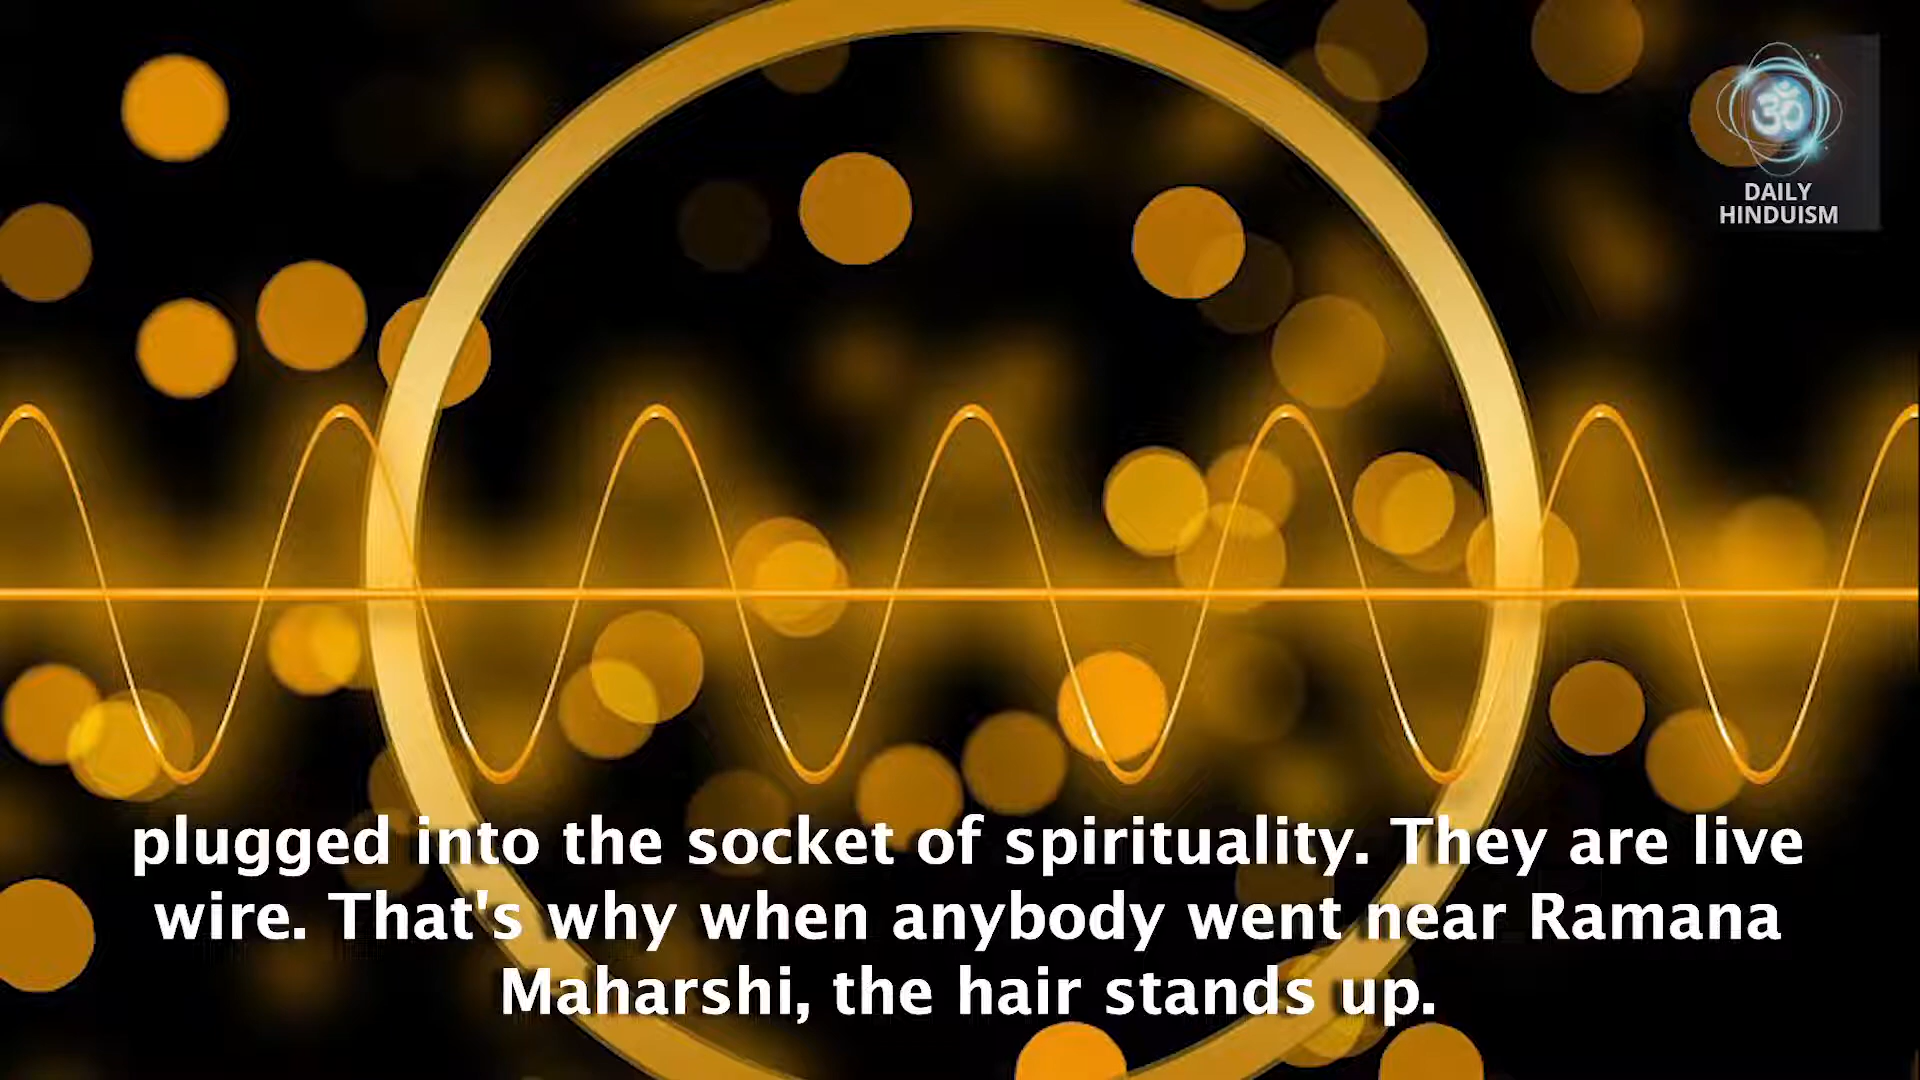 ॐ
DAILY
HINDUISM
plugged into the socket of spirituality. They are live
wire. That's why when anybody went near Ramana
Maharshi, the hair stands up.